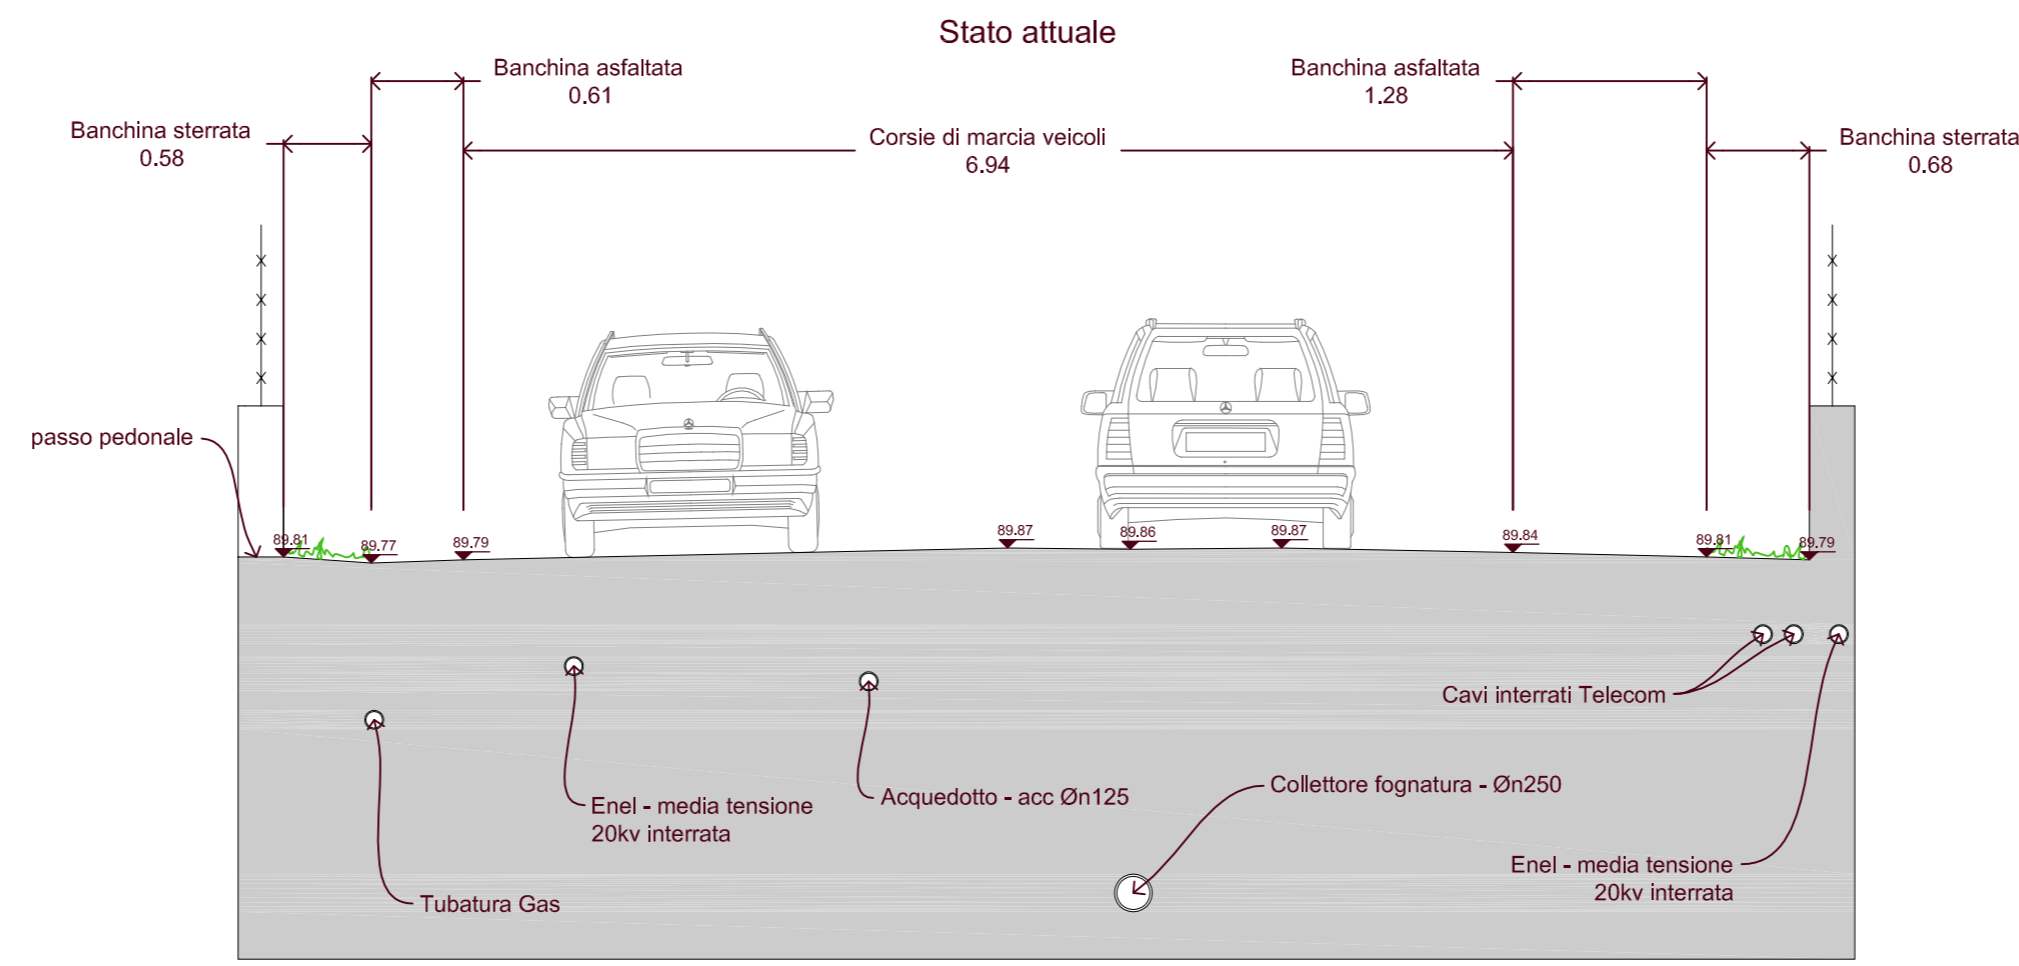 Stato attuale
Banchina asfaltata
0.61
Banchina asfaltata
1.28
Banchina sterrata
0.58
Corsie di marcia veicoli
6.94
Banchina sterrata
0.68
passo pedonale
89.81
89.77
89.79
89.87
89.86
89.87
89.84
89.81
89.79
Cavi interrati Telecom
Enel - media tensione
20kv interrata
Acquedotto - acc Øn125
Collettore fognatura - Øn250
Enel - media tensione
20kv interrata
Tubatura Gas